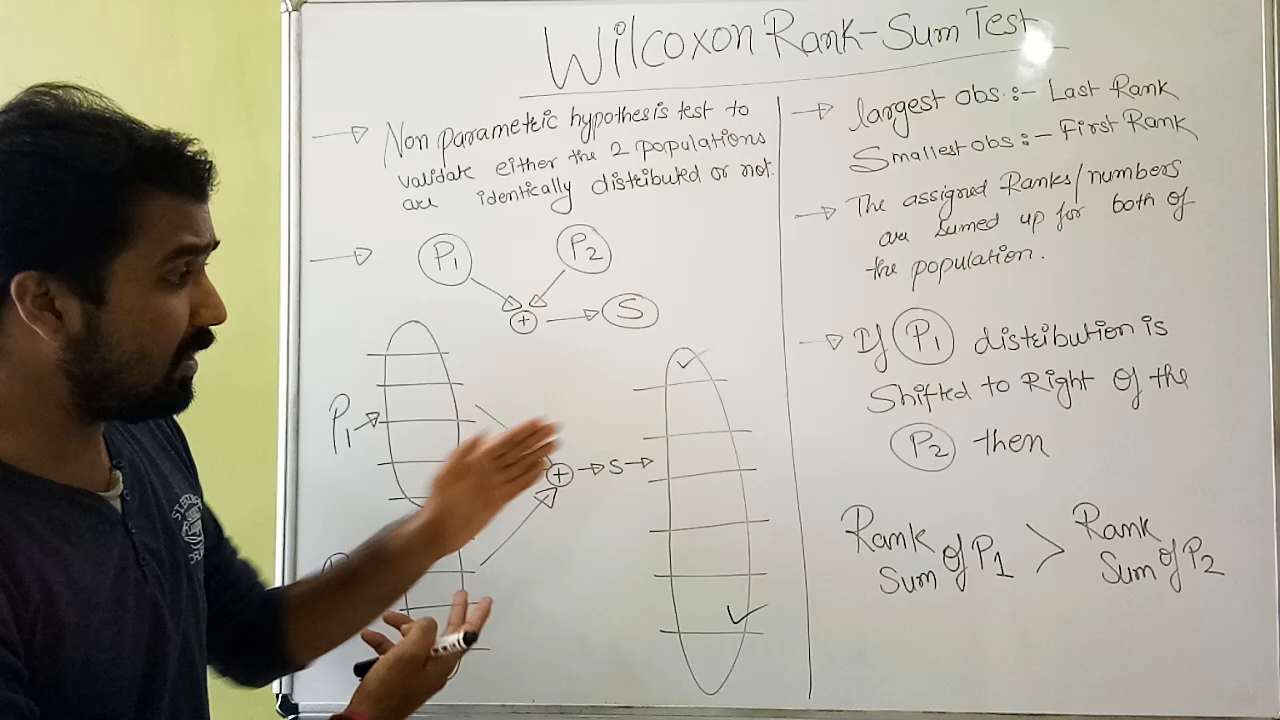 Wilcoxon Rank-Sum Test
→ Non parametric hypothesis test to
validate either the 2 populations
are identically distributed or not.
→ P1 P2
+ → S
P1 →
+ → S →
→ largest obs :- Last Rank
Smallest obs :- First Rank
→ The assigned Ranks/numbers
are sumed up for both of
the population.
→ If P1 distribution is
Shifted to Right of the
P2 then
Rank Sum of P1 > Rank Sum of P2